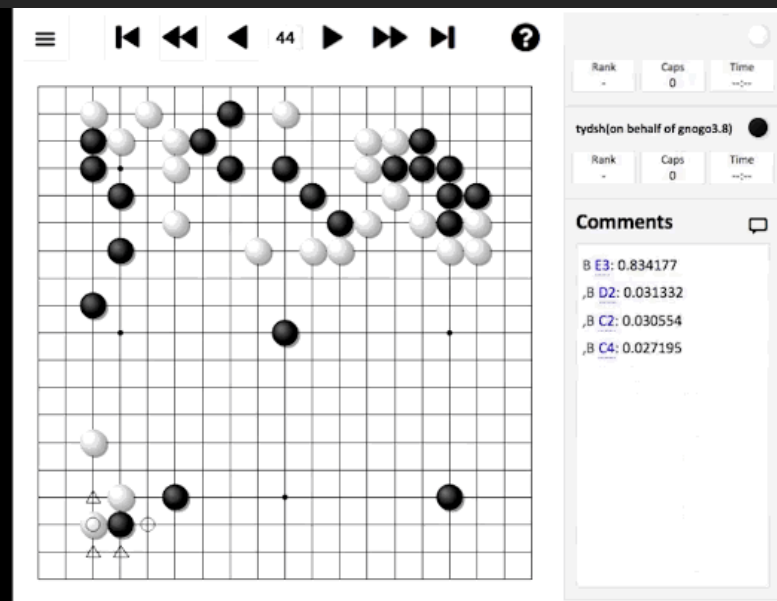 44
?
Rank Caps Time
- 0 --:--
tydsh(on behalf of gnogo3.8)
Rank Caps Time
- 0 --:--
Comments
B E3: 0.834177
,B D2: 0.031332
,B C2: 0.030554
,B C4: 0.027195